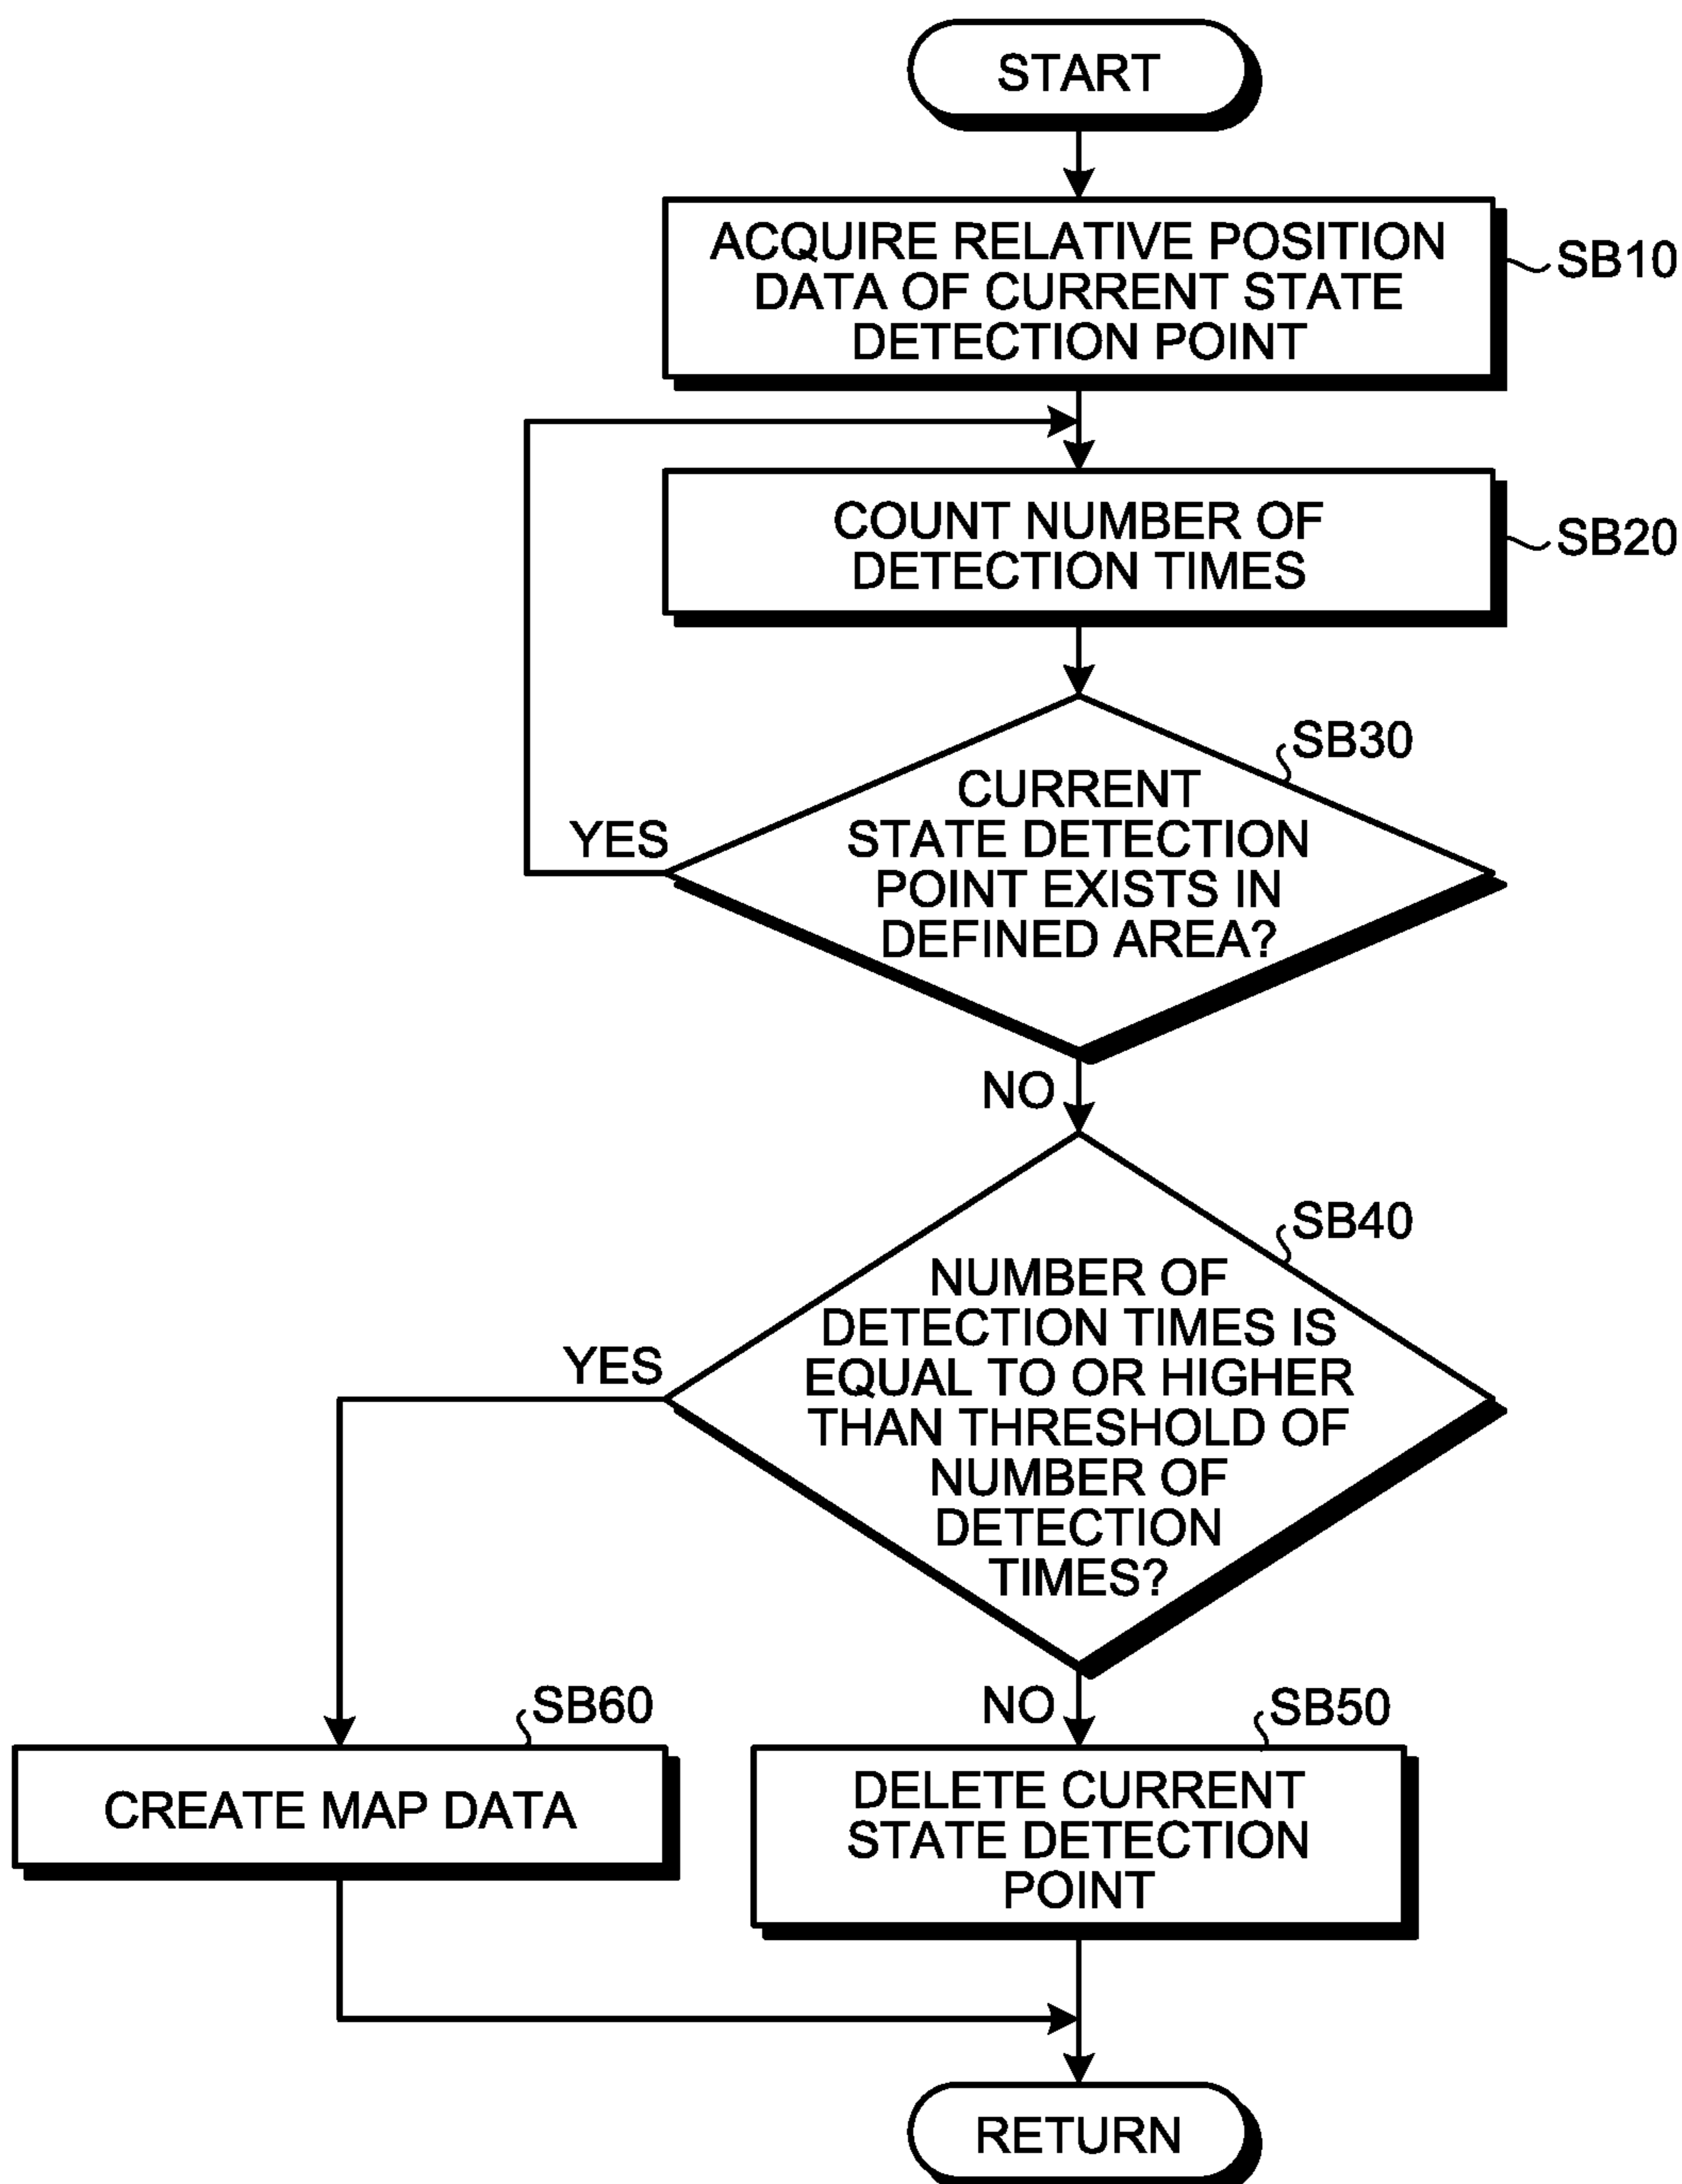 START
ACQUIRE RELATIVE POSITION
DATA OF CURRENT STATE
DETECTION POINT
SB10
COUNT NUMBER OF
DETECTION TIMES
SB20
SB30
CURRENT
STATE DETECTION
POINT EXISTS IN
DEFINED AREA?
YES
NO
SB40
NUMBER OF
DETECTION TIMES IS
EQUAL TO OR HIGHER
THAN THRESHOLD OF
NUMBER OF
DETECTION
TIMES?
YES
NO
SB60
CREATE MAP DATA
SB50
DELETE CURRENT
STATE DETECTION
POINT
RETURN